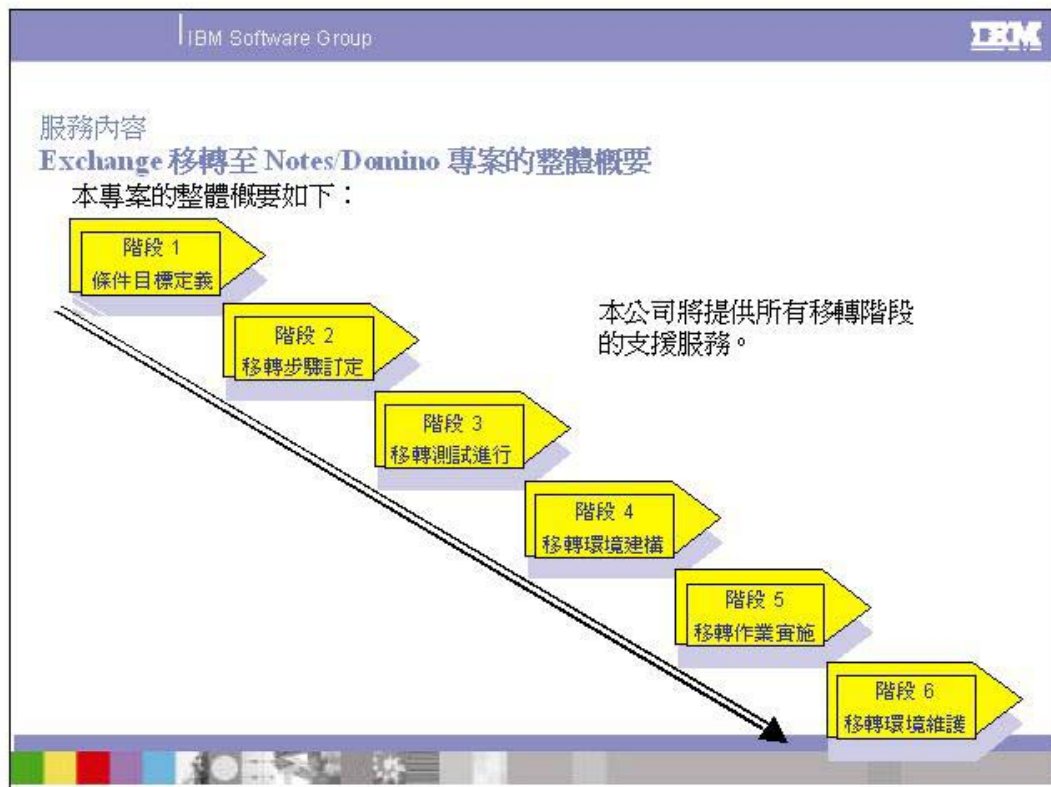 IBM Software Group
IBM
服務內容
Exchange 移轉至 Notes/Domino 專案的整體概要
本專案的整體概要如下：
階段 1
條件目標定義
階段 2
移轉步驟訂定
本公司將提供所有移轉階段
的支援服務。
階段 3
移轉測試進行
階段 4
移轉環境建構
階段 5
移轉作業實施
階段 6
移轉環境維護